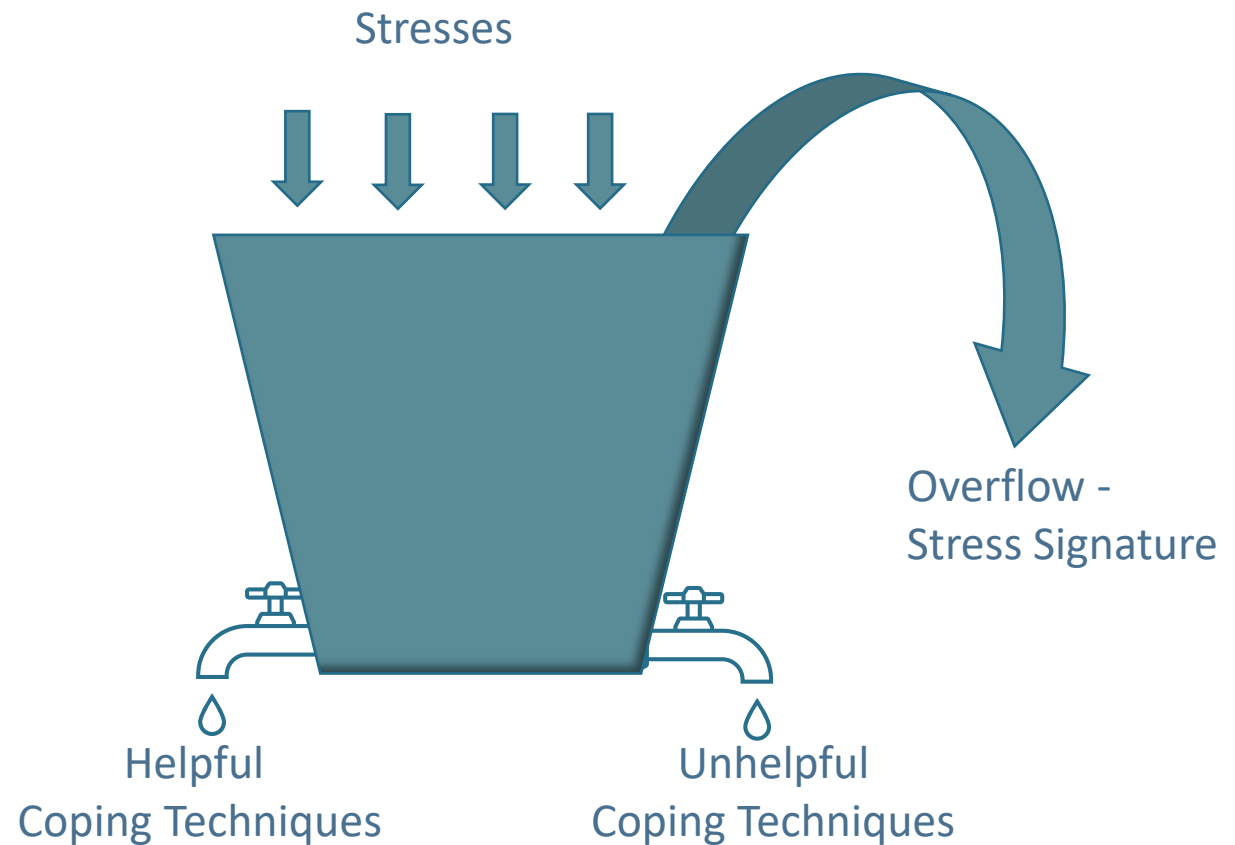 Stresses
Overflow -
Stress Signature
Helpful
Coping Techniques
Unhelpful
Coping Techniques